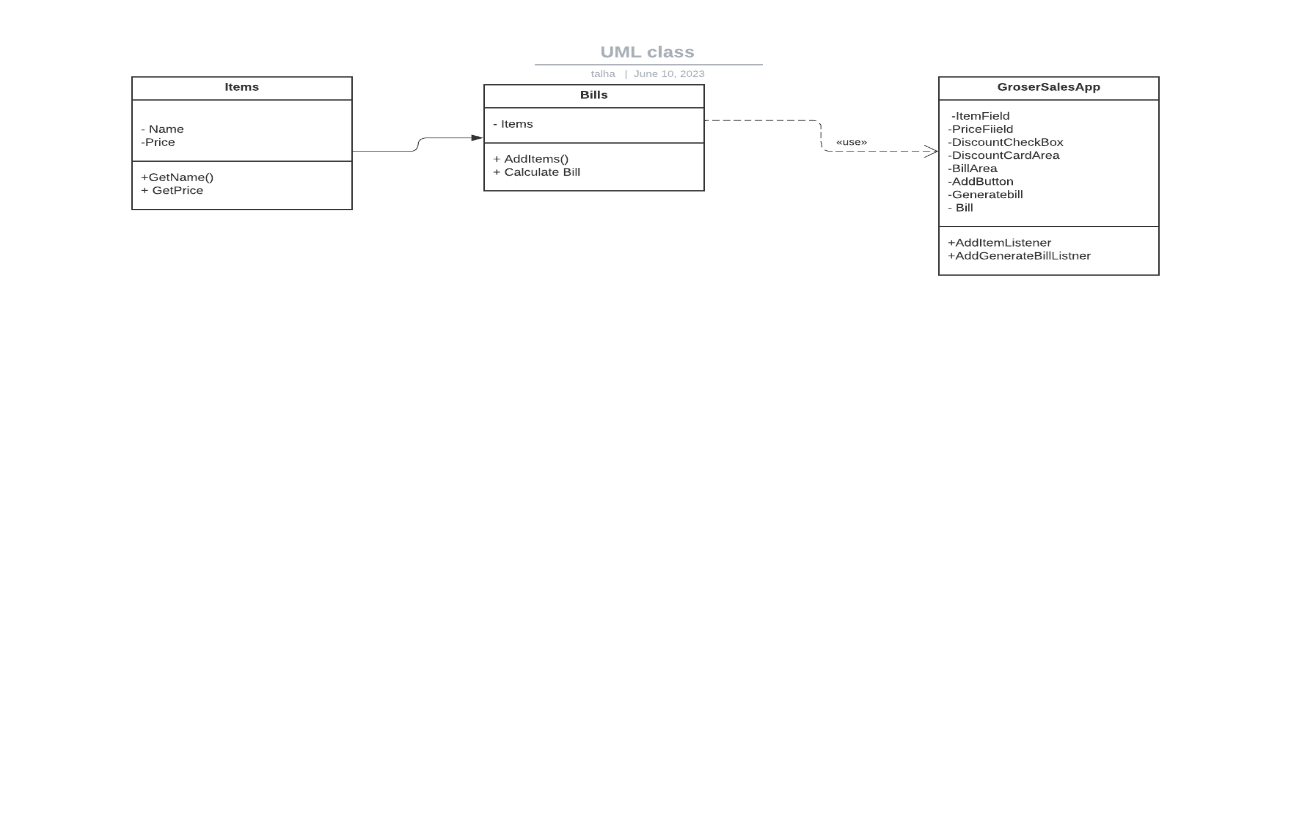 UML class
talha | June 10, 2023
Items
- Name
-Price
+GetName()
+ GetPrice
Bills
- Items
+ AddItems()
+ Calculate Bill
«use»
GroserSalesApp
-ItemField
-PriceFiield
-DiscountCheckBox
-DiscountCardArea
-BillArea
-AddButton
-Generatebill
- Bill
+AddItemListener
+AddGenerateBillListner